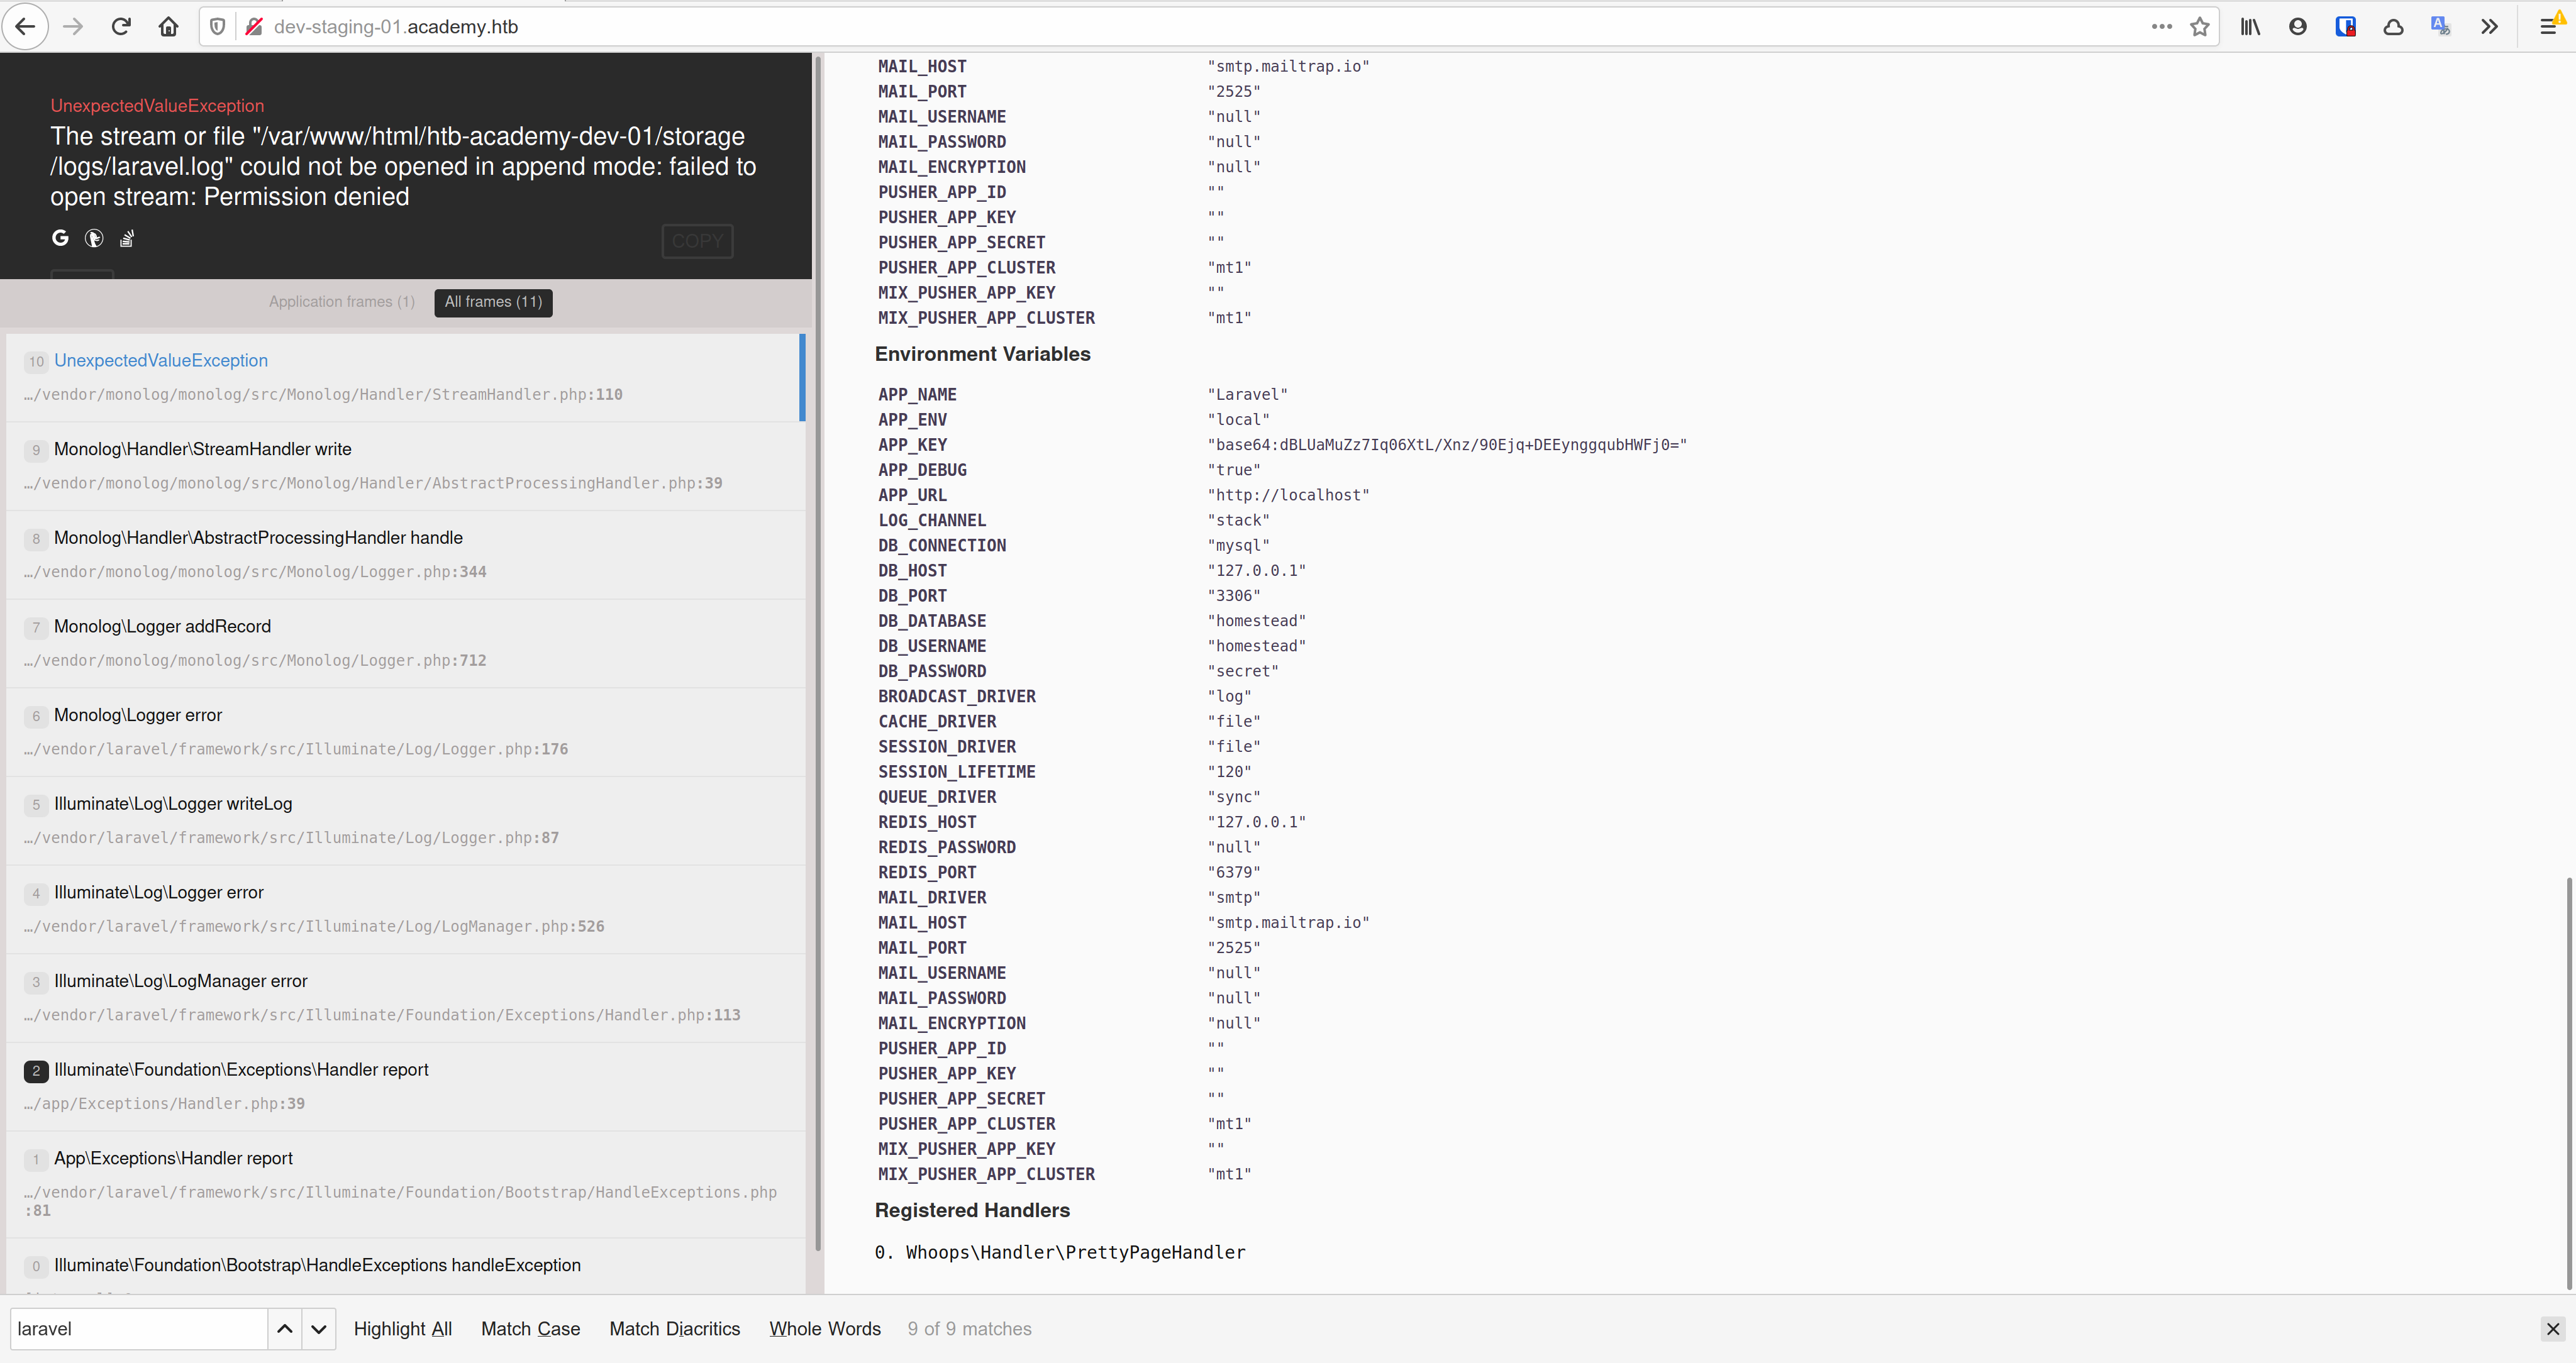 dev-staging-01.academy.htb
UnexpectedValueException
The stream or file "/var/www/html/htb-academy-dev-01/storage
/logs/laravel.log" could not be opened in append mode: failed to
open stream: Permission denied
COPY
Application frames (1) All frames (11)
10 UnexpectedValueException
…/vendor/monolog/monolog/src/Monolog/Handler/StreamHandler.php:110
9 Monolog\Handler\StreamHandler write
…/vendor/monolog/monolog/src/Monolog/Handler/AbstractProcessingHandler.php:39
8 Monolog\Handler\AbstractProcessingHandler handle
…/vendor/monolog/monolog/src/Monolog/Logger.php:344
7 Monolog\Logger addRecord
…/vendor/monolog/monolog/src/Monolog/Logger.php:712
6 Monolog\Logger error
…/vendor/laravel/framework/src/Illuminate/Log/Logger.php:176
5 Illuminate\Log\Logger writeLog
…/vendor/laravel/framework/src/Illuminate/Log/Logger.php:87
4 Illuminate\Log\Logger error
…/vendor/laravel/framework/src/Illuminate/Log/LogManager.php:526
3 Illuminate\Log\LogManager error
…/vendor/laravel/framework/src/Illuminate/Foundation/Exceptions/Handler.php:113
2 Illuminate\Foundation\Exceptions\Handler report
…/app/Exceptions/Handler.php:39
1 App\Exceptions\Handler report
…/vendor/laravel/framework/src/Illuminate/Foundation/Bootstrap/HandleExceptions.php
:81
0 Illuminate\Foundation\Bootstrap\HandleExceptions handleException
MAIL_HOST "smtp.mailtrap.io"
MAIL_PORT "2525"
MAIL_USERNAME "null"
MAIL_PASSWORD "null"
MAIL_ENCRYPTION "null"
PUSHER_APP_ID ""
PUSHER_APP_KEY ""
PUSHER_APP_SECRET ""
PUSHER_APP_CLUSTER "mt1"
MIX_PUSHER_APP_KEY ""
MIX_PUSHER_APP_CLUSTER "mt1"
Environment Variables
APP_NAME "Laravel"
APP_ENV "local"
APP_KEY "base64:dBLUaMuZz7Iq06XtL/Xnz/90Ejq+DEEynggqubHWFj0="
APP_DEBUG "true"
APP_URL "http://localhost"
LOG_CHANNEL "stack"
DB_CONNECTION "mysql"
DB_HOST "127.0.0.1"
DB_PORT "3306"
DB_DATABASE "homestead"
DB_USERNAME "homestead"
DB_PASSWORD "secret"
BROADCAST_DRIVER "log"
CACHE_DRIVER "file"
SESSION_DRIVER "file"
SESSION_LIFETIME "120"
QUEUE_DRIVER "sync"
REDIS_HOST "127.0.0.1"
REDIS_PASSWORD "null"
REDIS_PORT "6379"
MAIL_DRIVER "smtp"
MAIL_HOST "smtp.mailtrap.io"
MAIL_PORT "2525"
MAIL_USERNAME "null"
MAIL_PASSWORD "null"
MAIL_ENCRYPTION "null"
PUSHER_APP_ID ""
PUSHER_APP_KEY ""
PUSHER_APP_SECRET ""
PUSHER_APP_CLUSTER "mt1"
MIX_PUSHER_APP_KEY ""
MIX_PUSHER_APP_CLUSTER "mt1"
Registered Handlers
0. Whoops\Handler\PrettyPageHandler
laravel Highlight All Match Case Match Diacritics Whole Words 9 of 9 matches